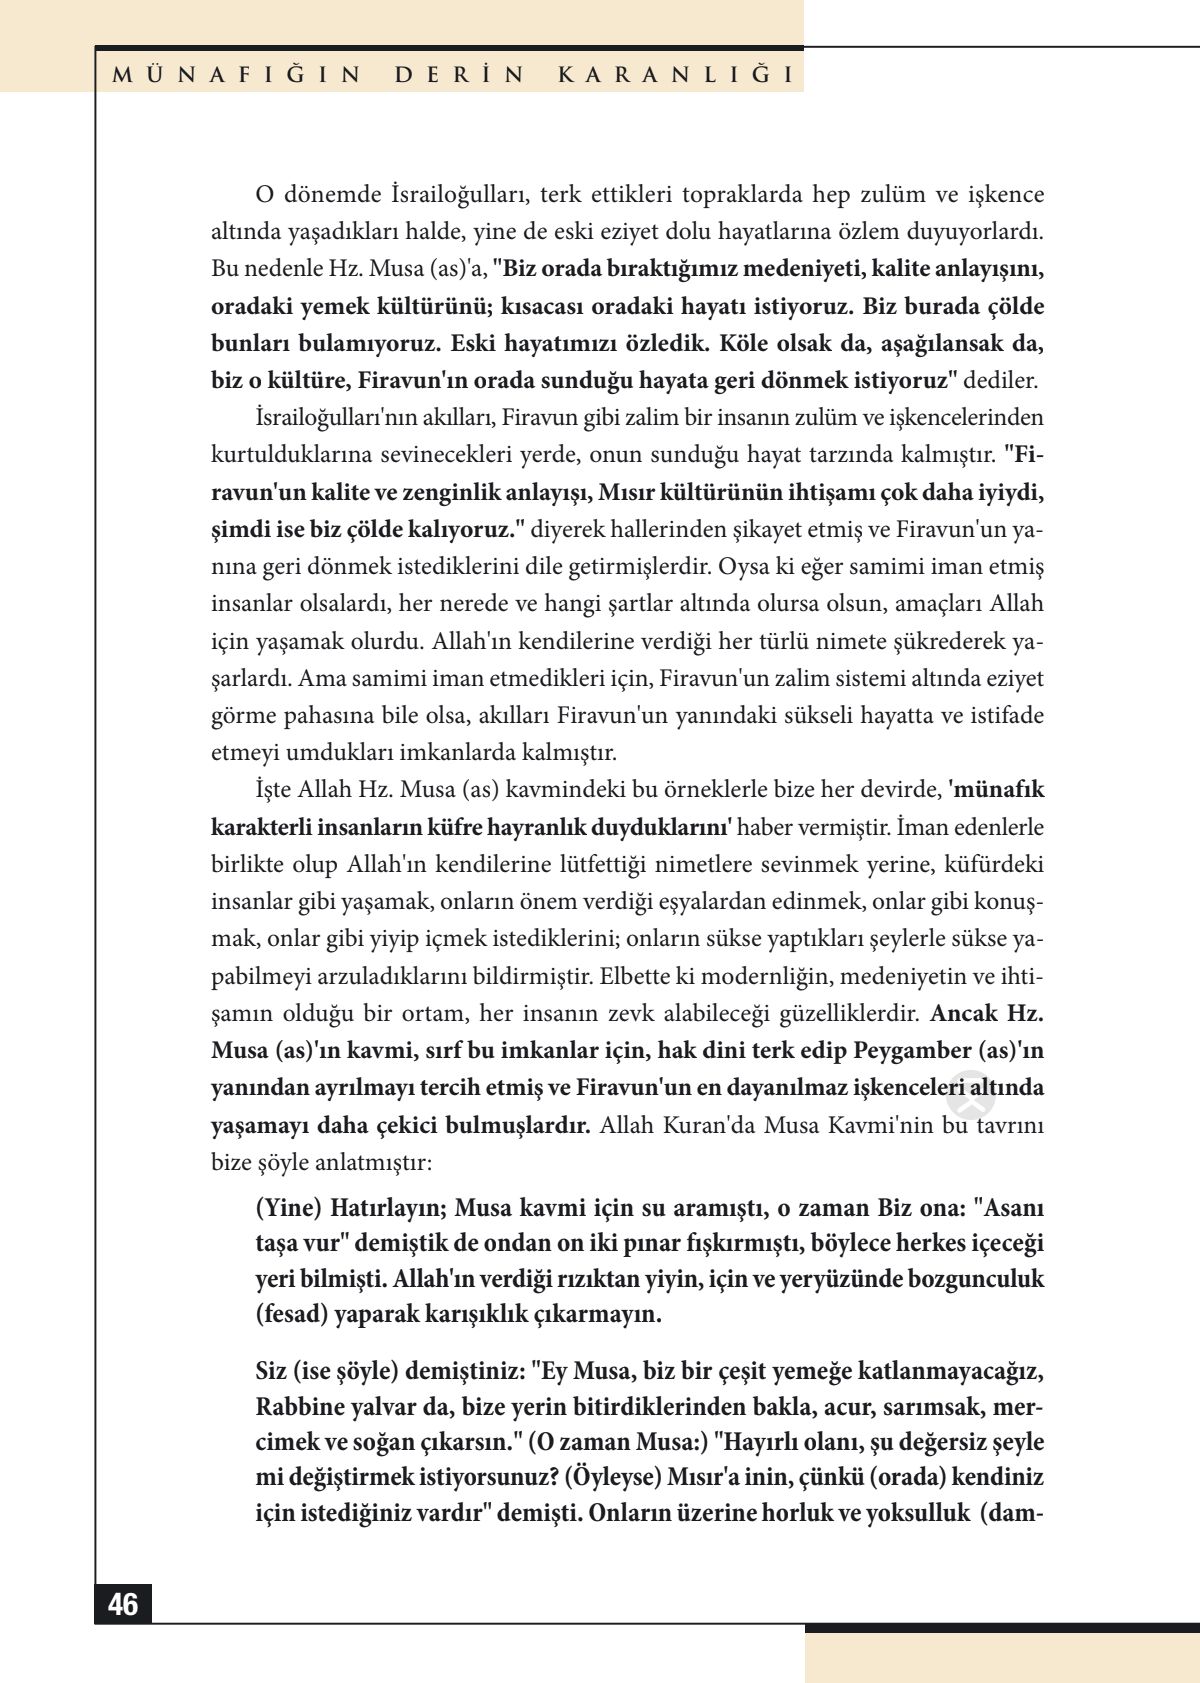 MÜNAFIĞIN DERİN KARANLIĞI
O dönemde İsrailoğulları, terk ettikleri topraklarda hep zulüm ve işkence
altında yaşadıkları halde, yine de eski eziyet dolu hayatlarına özlem duyuyorlardı.
Bu nedenle Hz. Musa (as)'a, "Biz orada bıraktığımız medeniyeti, kalite anlayışını,
oradaki yemek kültürünü; kısacası oradaki hayatı istiyoruz. Biz burada çölde
bunları bulamıyoruz. Eski hayatımızı özledik. Köle olsak da, aşağılansak da,
biz o kültüre, Firavun'ın orada sunduğu hayata geri dönmek istiyoruz" dediler.
İsrailoğulları'nın akılları, Firavun gibi zalim bir insanın zulüm ve işkencelerinden
kurtulduklarına sevinecekleri yerde, onun sunduğu hayat tarzında kalmıştır. "Fi-
ravun'un kalite ve zenginlik anlayışı, Mısır kültürünün ihtişamı çok daha iyiydi,
şimdi ise biz çölde kalıyoruz." diyerek hallerinden şikayet etmiş ve Firavun'un ya-
nına geri dönmek istediklerini dile getirmişlerdir. Oysa ki eğer samimi iman etmiş
insanlar olsalardı, her nerede ve hangi şartlar altında olursa olsun, amaçları Allah
için yaşamak olurdu. Allah'ın kendilerine verdiği her türlü nimete şükrederek ya-
şarlardı. Ama samimi iman etmedikleri için, Firavun'un zalim sistemi altında eziyet
görme pahasına bile olsa, akılları Firavun'un yanındaki sükseli hayatta ve istifade
etmeyi umdukları imkanlarda kalmıştır.
İşte Allah Hz. Musa (as) kavmindeki bu örneklerle bize her devirde, 'münafık
karakterli insanların küfre hayranlık duyduklarını' haber vermiştir. İman edenlerle
birlikte olup Allah'ın kendilerine lütfettiği nimetlere sevinmek yerine, küfürdeki
insanlar gibi yaşamak, onların önem verdiği eşyalardan edinmek, onlar gibi konuş-
mak, onlar gibi yiyip içmek istediklerini; onların sükse yaptıkları şeylerle sükse ya-
pabilmeyi arzuladıklarını bildirmiştir. Elbette ki modernliğin, medeniyetin ve ihti-
şamın olduğu bir ortam, her insanın zevk alabileceği güzelliklerdir. Ancak Hz.
Musa (as)'ın kavmi, sırf bu imkanlar için, hak dini terk edip Peygamber (as)'ın
yanından ayrılmayı tercih etmiş ve Firavun'un en dayanılmaz işkenceleri altında
yaşamayı daha çekici bulmuşlardır. Allah Kuran'da Musa Kavmi'nin bu tavrını
bize şöyle anlatmıştır:
(Yine) Hatırlayın; Musa kavmi için su aramıştı, o zaman Biz ona: "Asanı
taşa vur" demiştik de ondan on iki pınar fışkırmıştı, böylece herkes içeceği
yeri bilmişti. Allah'ın verdiği rızıktan yiyin, için ve yeryüzünde bozgunculuk
(fesad) yaparak karışıklık çıkarmayın.
Siz (ise şöyle) demiştiniz: "Ey Musa, biz bir çeşit yemeğe katlanmayacağız,
Rabbine yalvar da, bize yerin bitirdiklerinden bakla, acur, sarımsak, mer-
cimek ve soğan çıkarsın." (O zaman Musa:) "Hayırlı olanı, şu değersiz şeyle
mi değiştirmek istiyorsunuz? (Öyleyse) Mısır'a inin, çünkü (orada) kendiniz
için istediğiniz vardır" demişti. Onların üzerine horluk ve yoksulluk (dam-
46